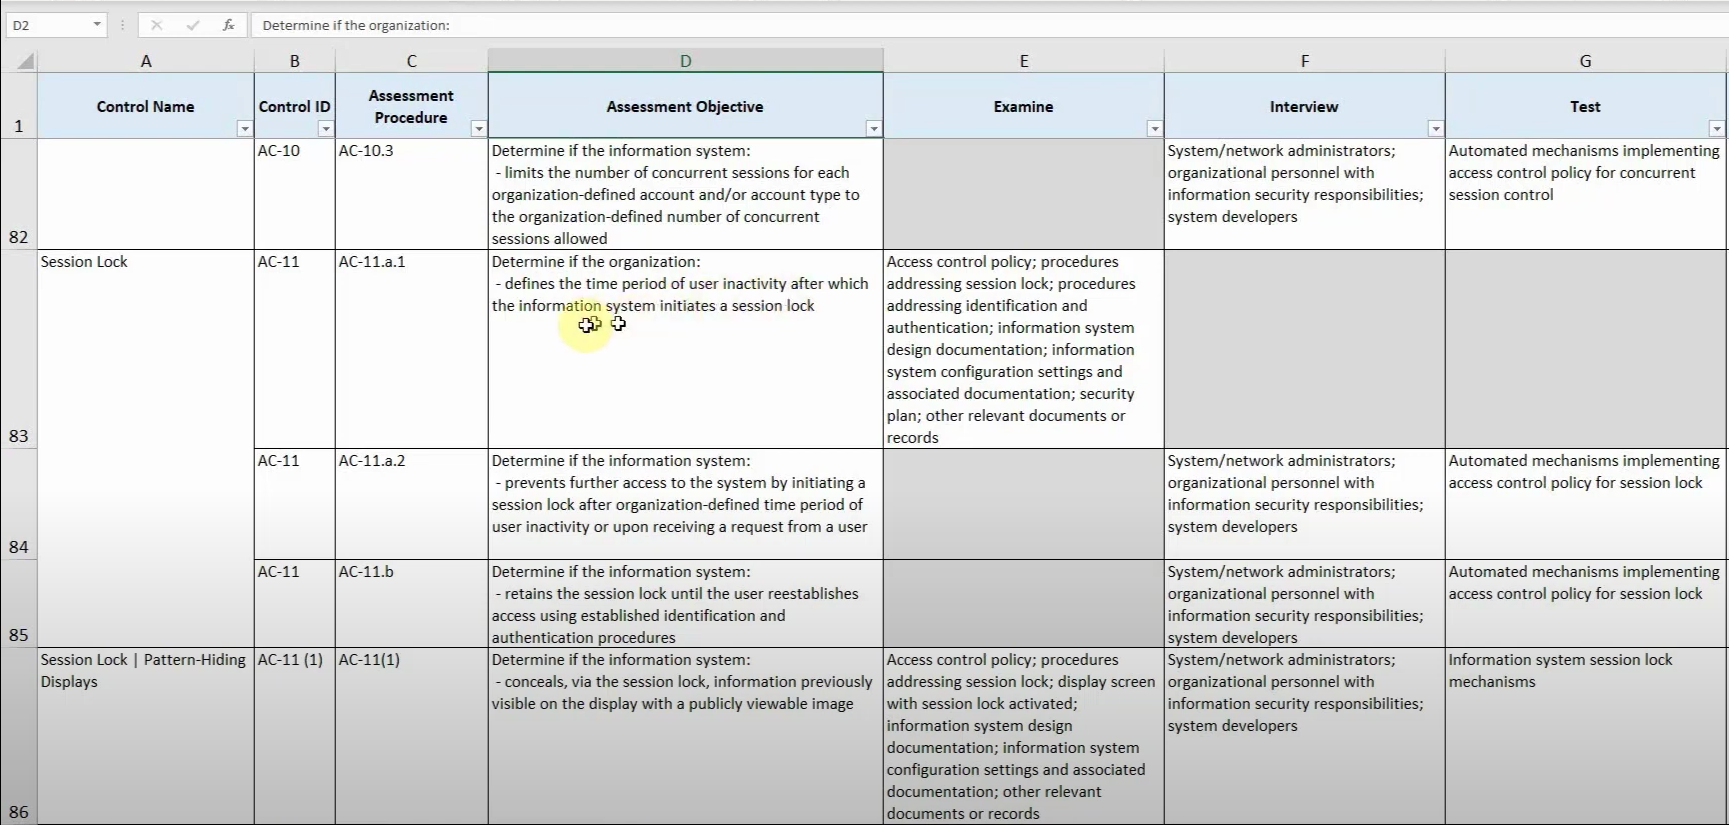 D2
fx
Determine if the organization:
A
B
C
D
E
F
G
1
Control Name
Control ID
Assessment
Procedure
Assessment Objective
Examine
Interview
Test
82
AC-10
AC-10.3
Determine if the information system:
- limits the number of concurrent sessions for each
organization-defined account and/or account type to
the organization-defined number of concurrent
sessions allowed
System/network administrators;
organizational personnel with
information security responsibilities;
system developers
Automated mechanisms implementing
access control policy for concurrent
session control
83
Session Lock
AC-11
AC-11.a.1
Determine if the organization:
- defines the time period of user inactivity after which
the information system initiates a session lock
Access control policy; procedures
addressing session lock; procedures
addressing identification and
authentication; information system
design documentation; information
system configuration settings and
associated documentation; security
plan; other relevant documents or
records
84
AC-11
AC-11.a.2
Determine if the information system:
- prevents further access to the system by initiating a
session lock after organization-defined time period of
user inactivity or upon receiving a request from a user
System/network administrators;
organizational personnel with
information security responsibilities;
system developers
Automated mechanisms implementing
access control policy for session lock
85
AC-11
AC-11.b
Determine if the information system:
- retains the session lock until the user reestablishes
access using established identification and
authentication procedures
System/network administrators;
organizational personnel with
information security responsibilities;
system developers
Automated mechanisms implementing
access control policy for session lock
86
Session Lock | Pattern-Hiding
Displays
AC-11 (1)
AC-11(1)
Determine if the information system:
- conceals, via the session lock, information previously
visible on the display with a publicly viewable image
Access control policy; procedures
addressing session lock; display screen
with session lock activated;
information system design
documentation; information system
configuration settings and associated
documentation; other relevant
documents or records
System/network administrators;
organizational personnel with
information security responsibilities;
system developers
Information system session lock
mechanisms